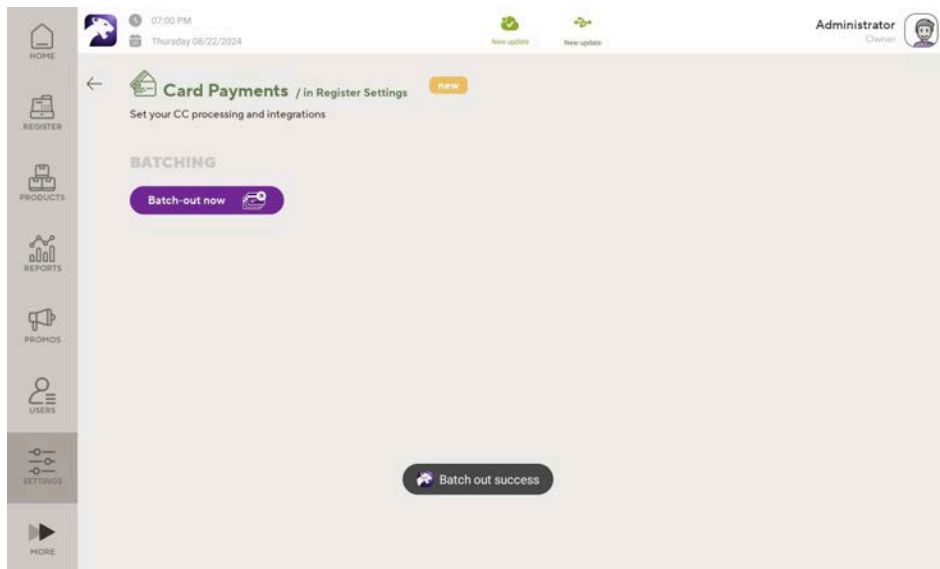 HOME
REGISTER
PRODUCTS
REPORTS
PROMOS
USERS
SETTINGS
MORE
07:00 PM
Thursday 08/22/2024
New update
New update
Administrator
Owner
Card Payments / in Register Settings
new
Set your CC processing and integrations
BATCHING
Batch-out now
Batch out success